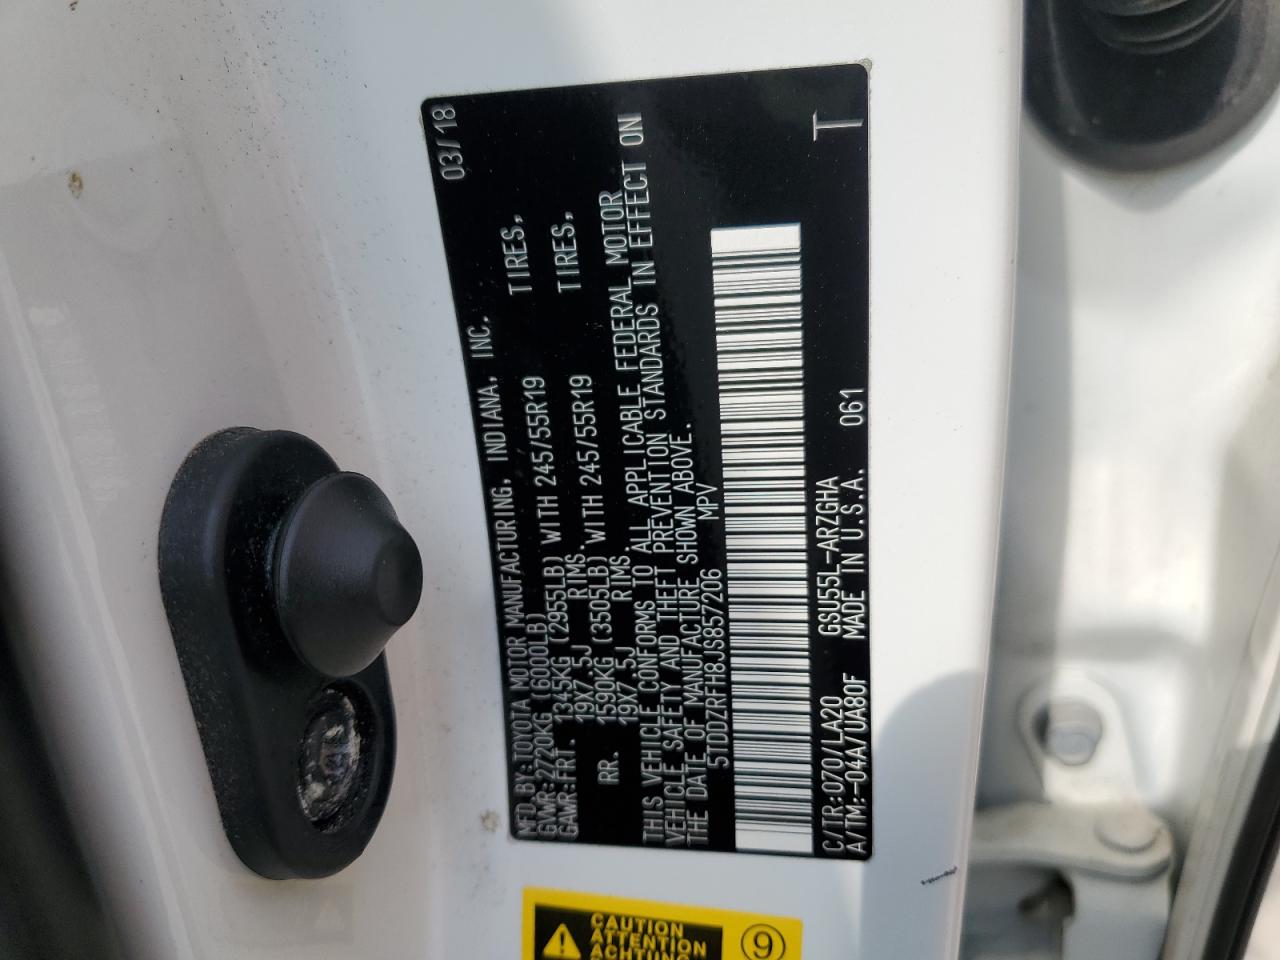 MFD.BY:TOYOTA MOTOR MANUFACTURING, INDIANA, INC. 03/18
GVWR:2720KG (6000LB)
GAWR:FRT. 1345KG (2955LB) WITH 245/55R19 TIRES,
19X7.5J RIMS.
RR. 1590KG (3505LB) WITH 245/55R19 TIRES,
19X7.5J RIMS.
THIS VEHICLE CONFORMS TO ALL APPLICABLE FEDERAL MOTOR
VEHICLE SAFETY AND THEFT PREVENTION STANDARDS IN EFFECT ON
THE DATE OF MANUFACTURE SHOWN ABOVE.
5TDDZRFH8JS857206 MPV
T
C/TR:070/LA20 GSU55L-ARZGHA
A/TM:-04A/UA80F MADE IN U.S.A. 061
CAUTION
ATTENTION
9